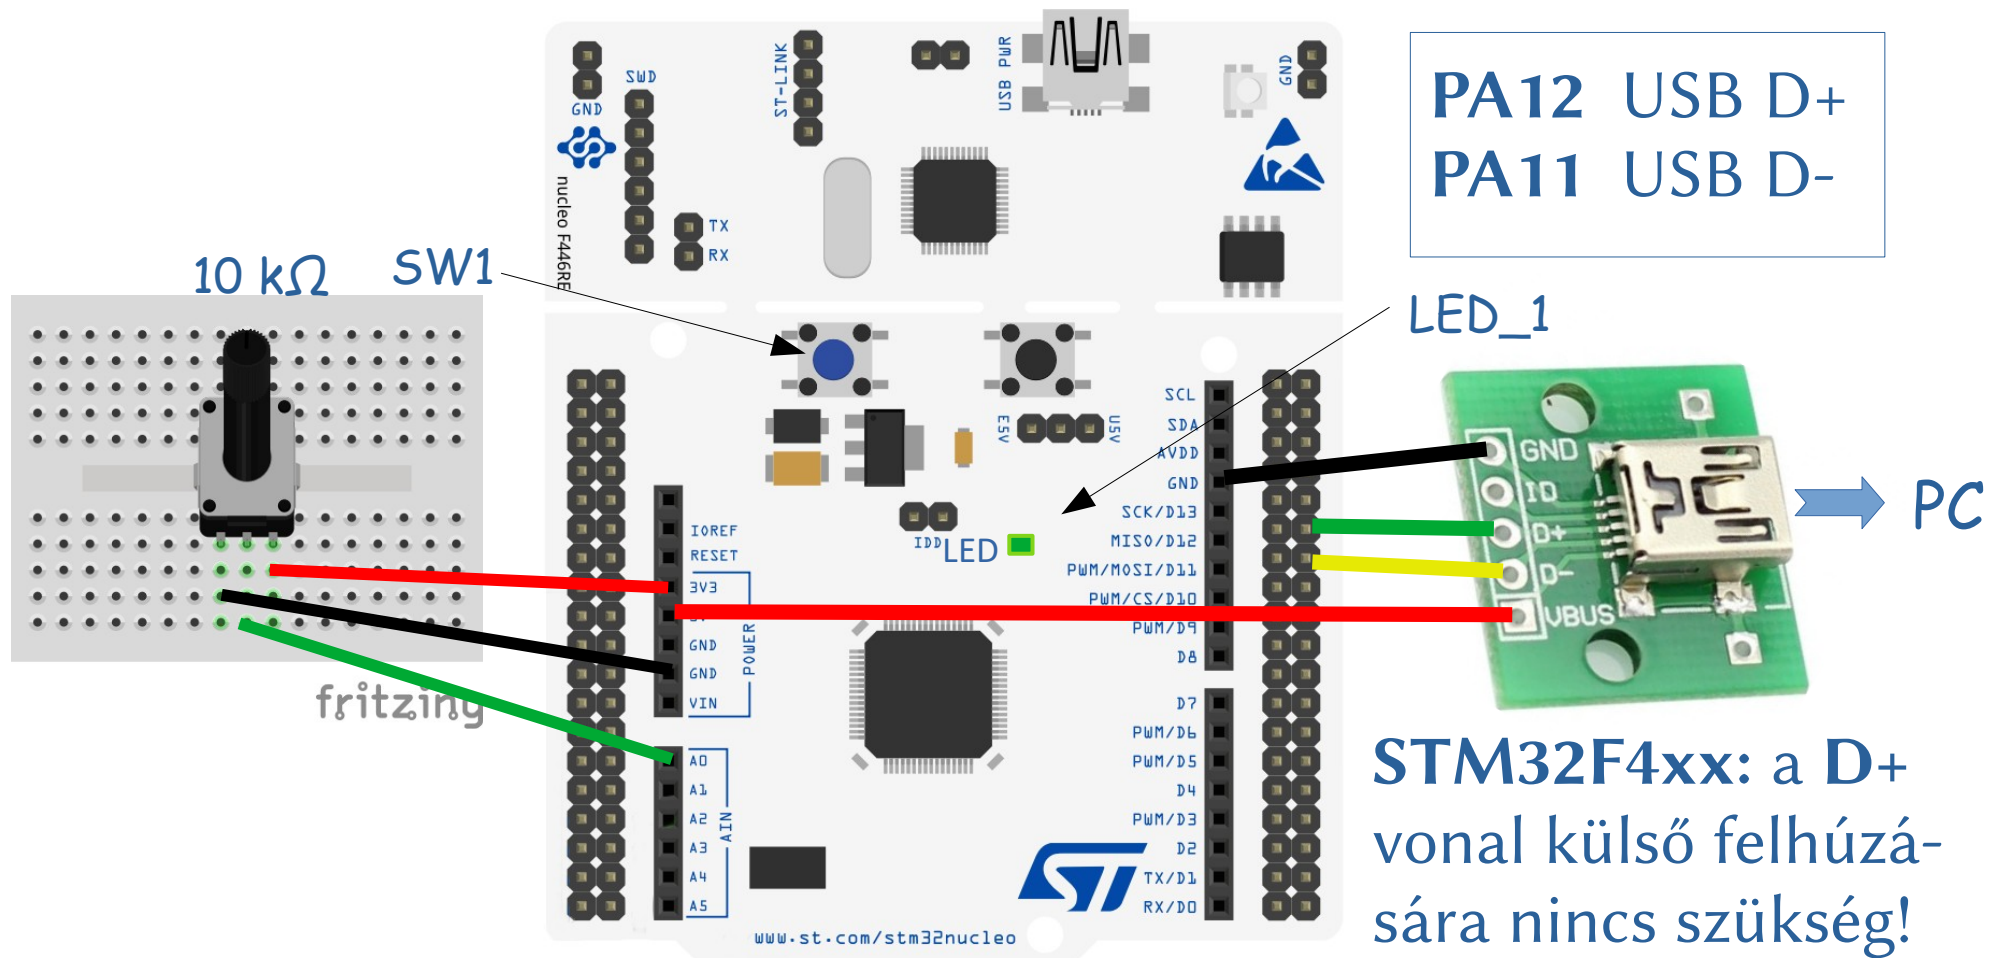 PA12 USB D+
PA11 USB D-
10 kΩ
SW1
LED_1
PC
GND
SWD
ST-LINK
USB PWR
GND
TX
RX
nucleo F446RE
E5V
U5V
IDD
LED
IOREF
RESET
3V3
GND
GND
VIN
POWER
A0
A1
A2
A3
A4
A5
AIN
SCL
SDA
AVDD
GND
SCK/D13
MISO/D12
PWM/MOSI/D11
PWM/CS/D10
PWM/D9
D8
D7
PWM/D6
PWM/D5
D4
PWM/D3
D2
TX/D1
RX/D0
GND
ID
D+
D-
VBUS
fritzing
ST
www.st.com/stm32nucleo
STM32F4xx: a D+
vonal külső felhúzá-
sára nincs szükség!